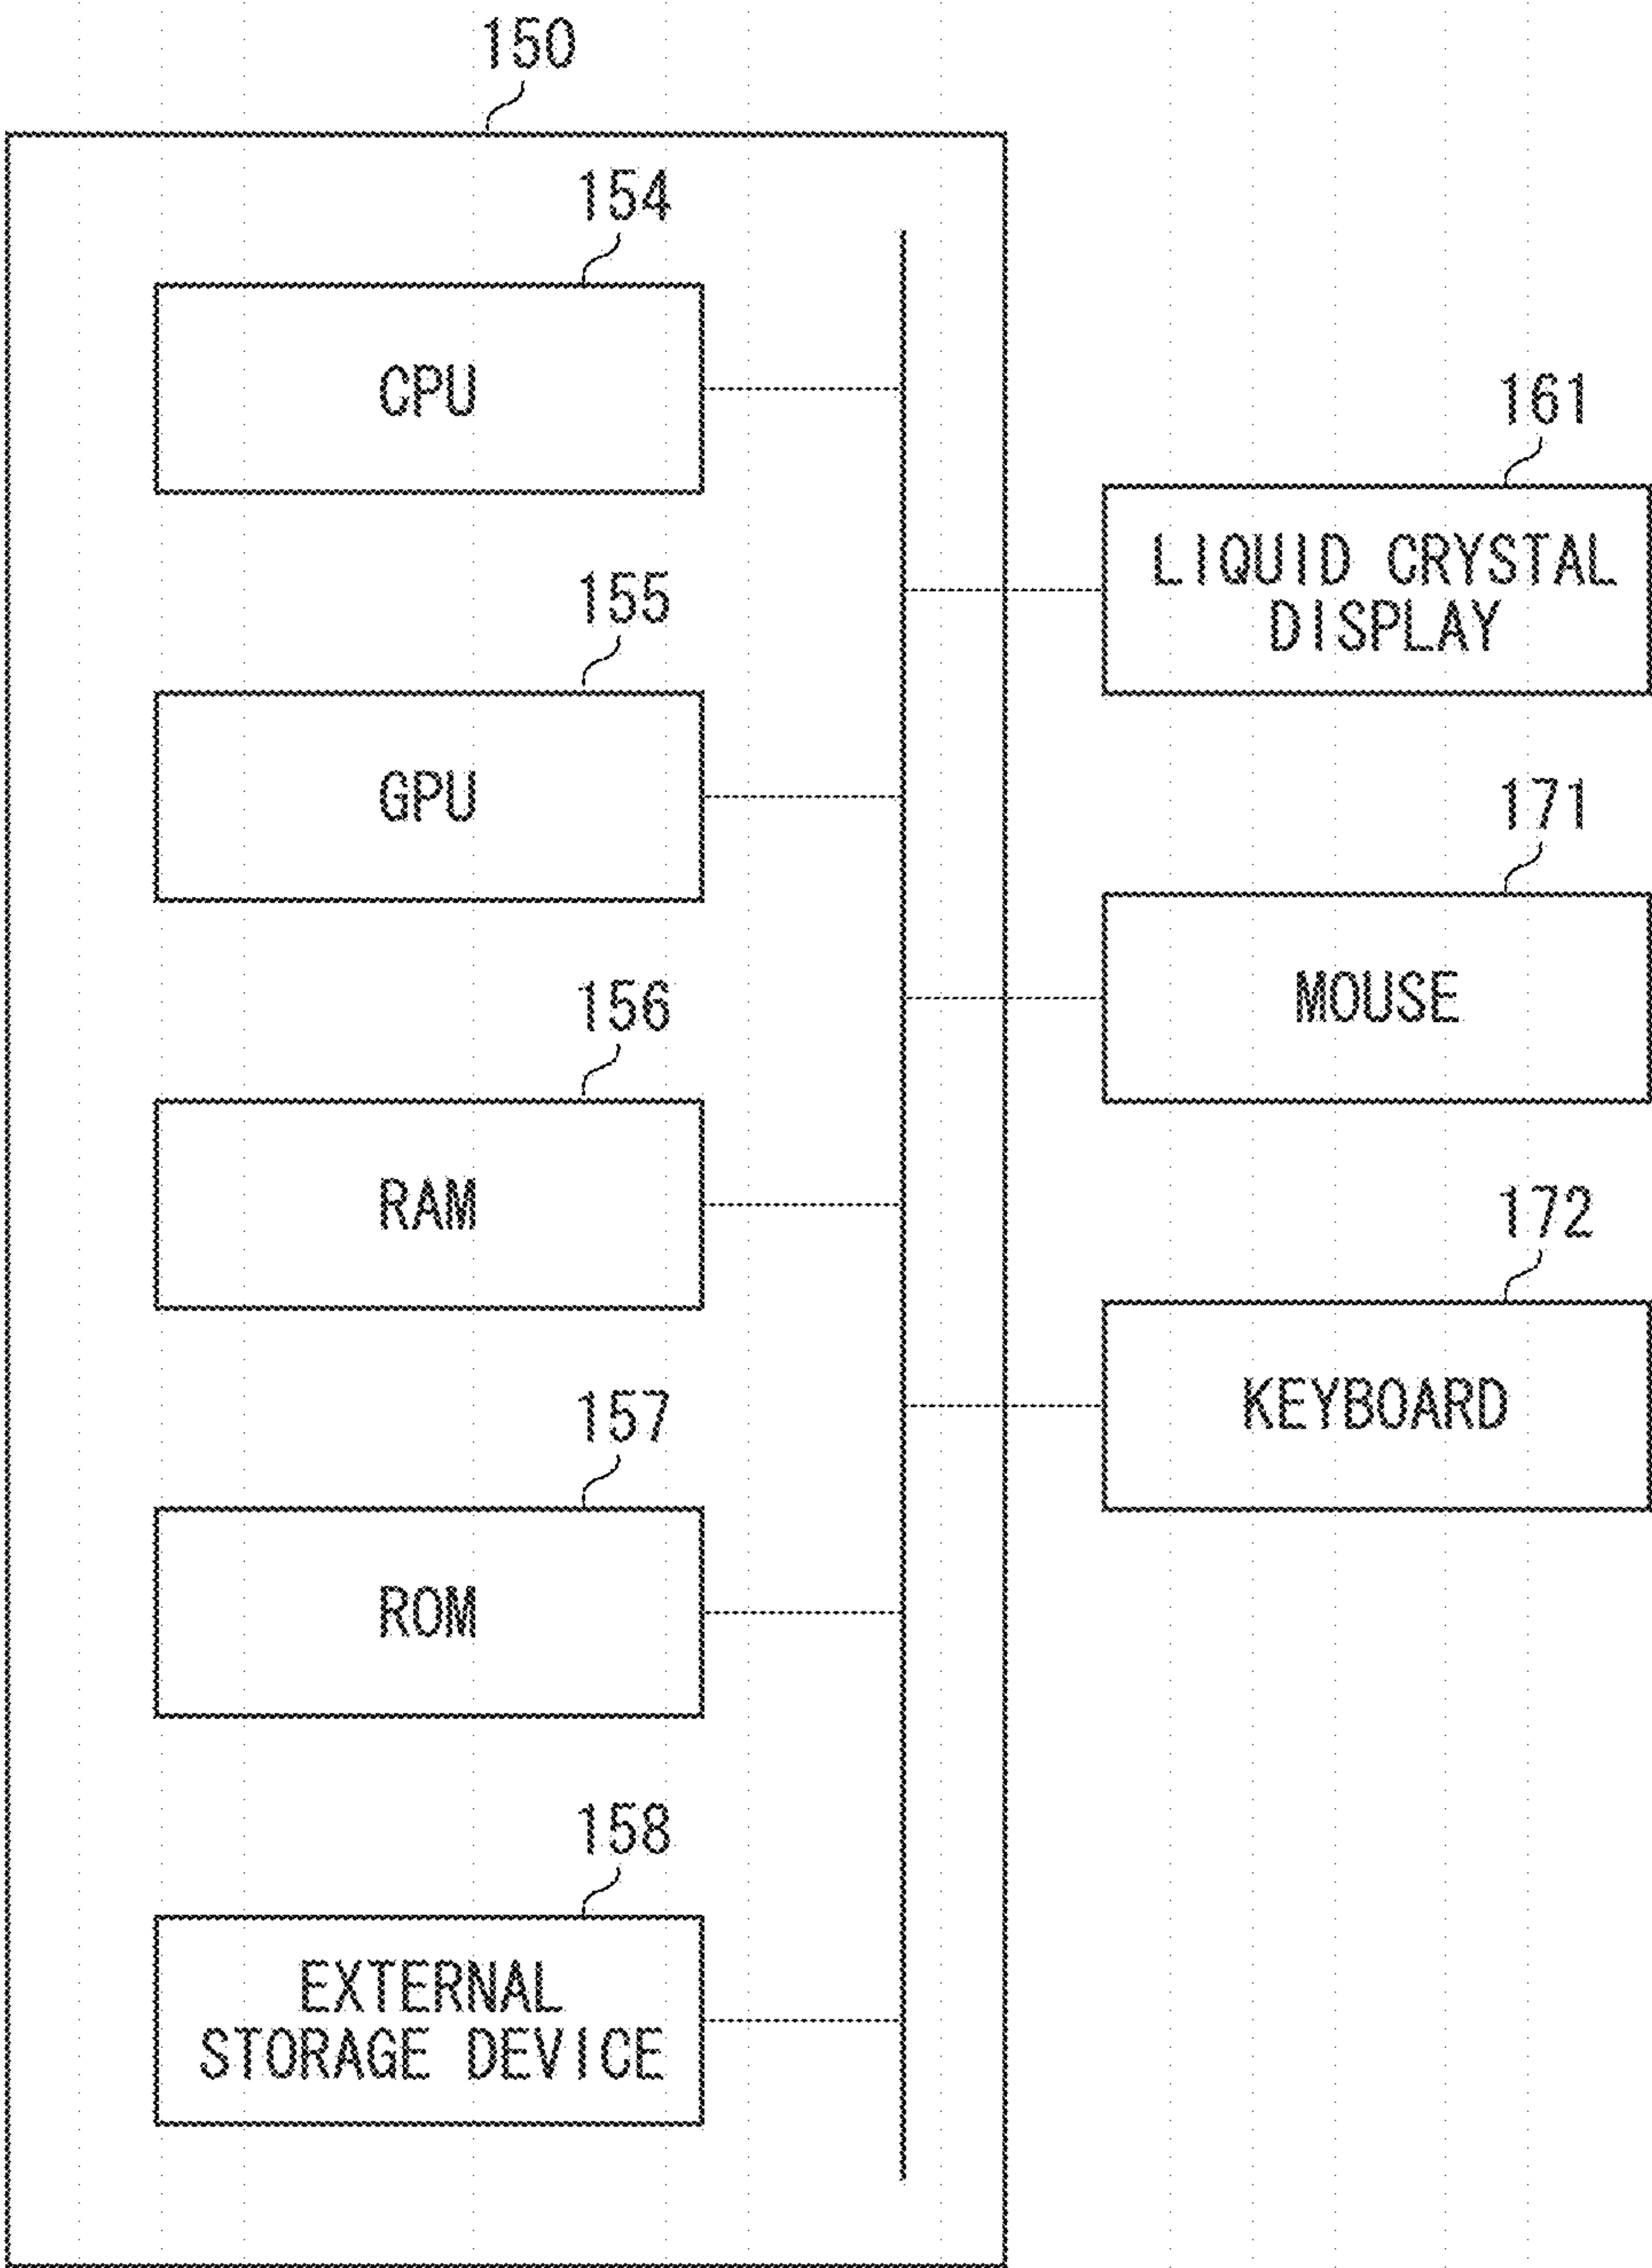 150
154
CPU
161
LIQUID CRYSTAL
DISPLAY
155
GPU
171
MOUSE
156
RAM
172
KEYBOARD
157
ROM
158
EXTERNAL
STORAGE DEVICE